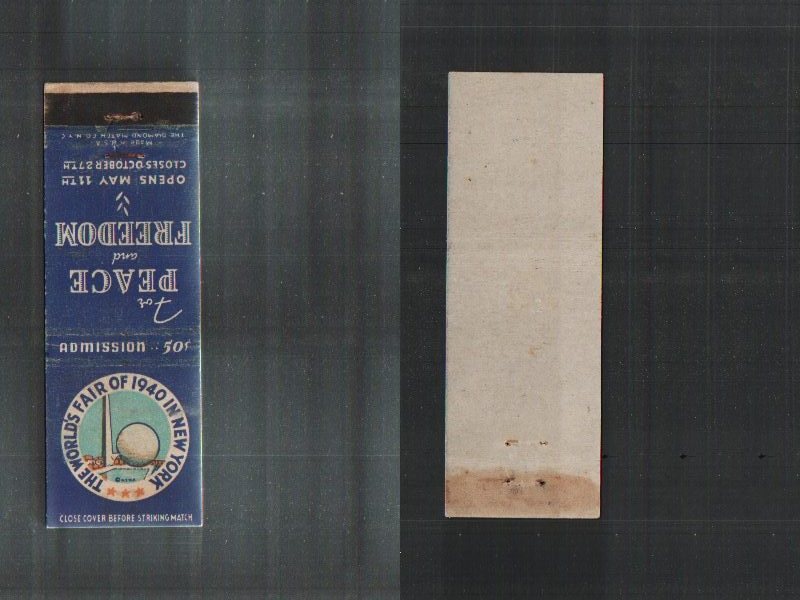 THE WORLD'S FAIR OF 1940 IN NEW YORK
CLOSE COVER BEFORE STRIKING MATCH
ADMISSION .. 50¢
For
PEACE
and
FREEDOM
OPENS MAY 11TH
CLOSES OCTOBER 27TH
MADE IN U.S.A.
THE DIAMOND MATCH CO. N.Y.C.